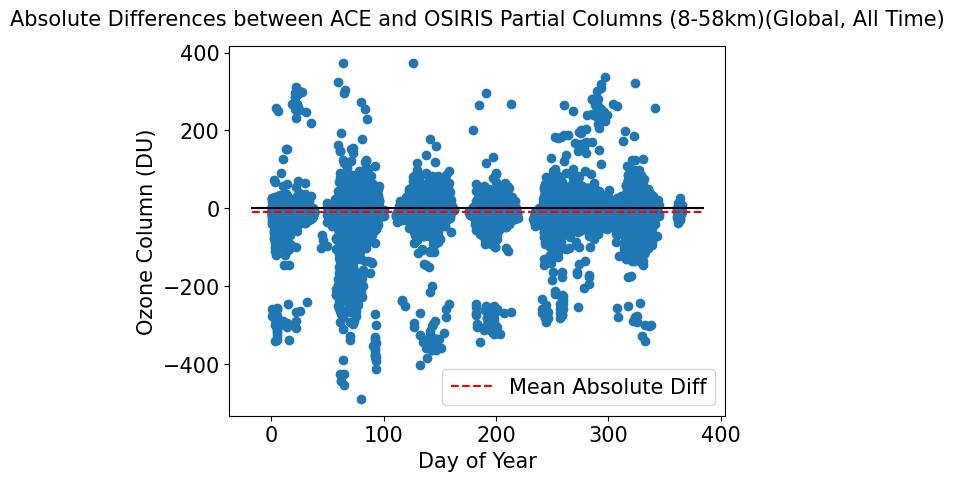 Absolute Differences between ACE and OSIRIS Partial Columns (8-58km)(Global, All Time)
400
200
0
−200
−400
Ozone Column (DU)
Mean Absolute Diff
0 100 200 300 400
Day of Year